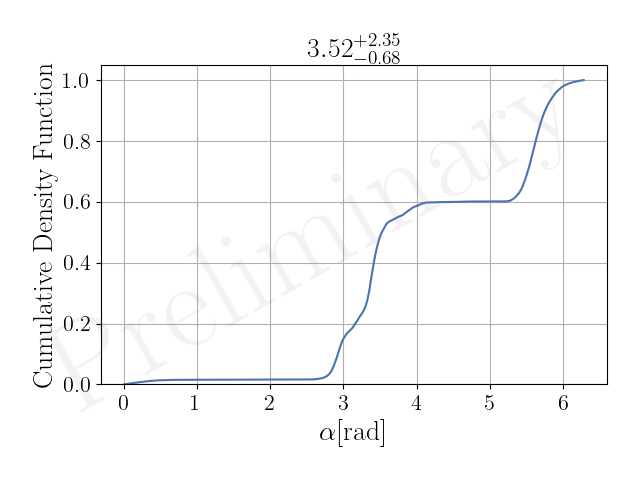 3.52^{+2.35}_{-0.68}
Cumulative Density Function
1.0
0.8
0.6
0.4
0.2
0.0
0 1 2 3 4 5 6
α[rad]
Preliminary